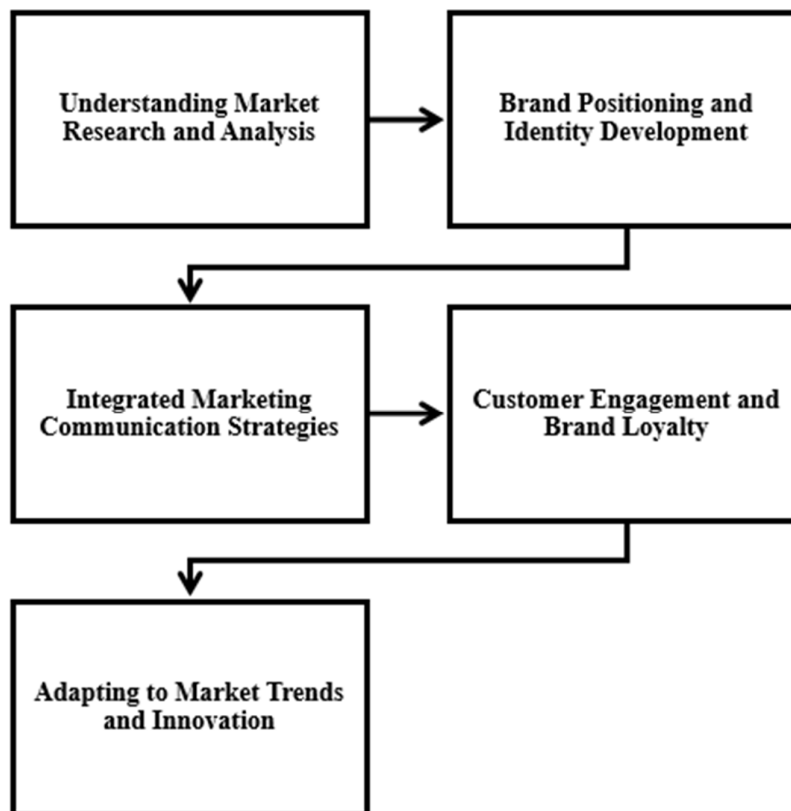 Understanding Market
Research and Analysis
Brand Positioning and
Identity Development
Integrated Marketing
Communication Strategies
Customer Engagement and
Brand Loyalty
Adapting to Market Trends
and Innovation